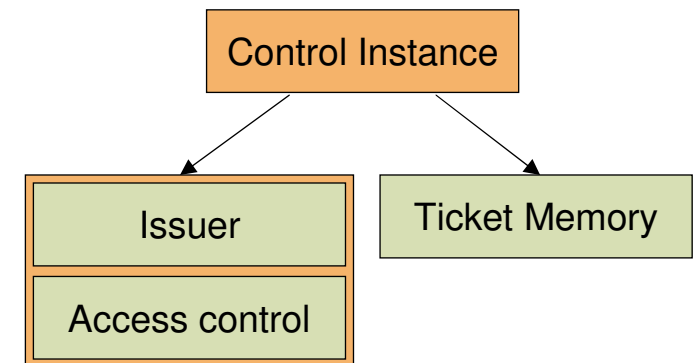 Control Instance
Issuer
Ticket Memory
Access control